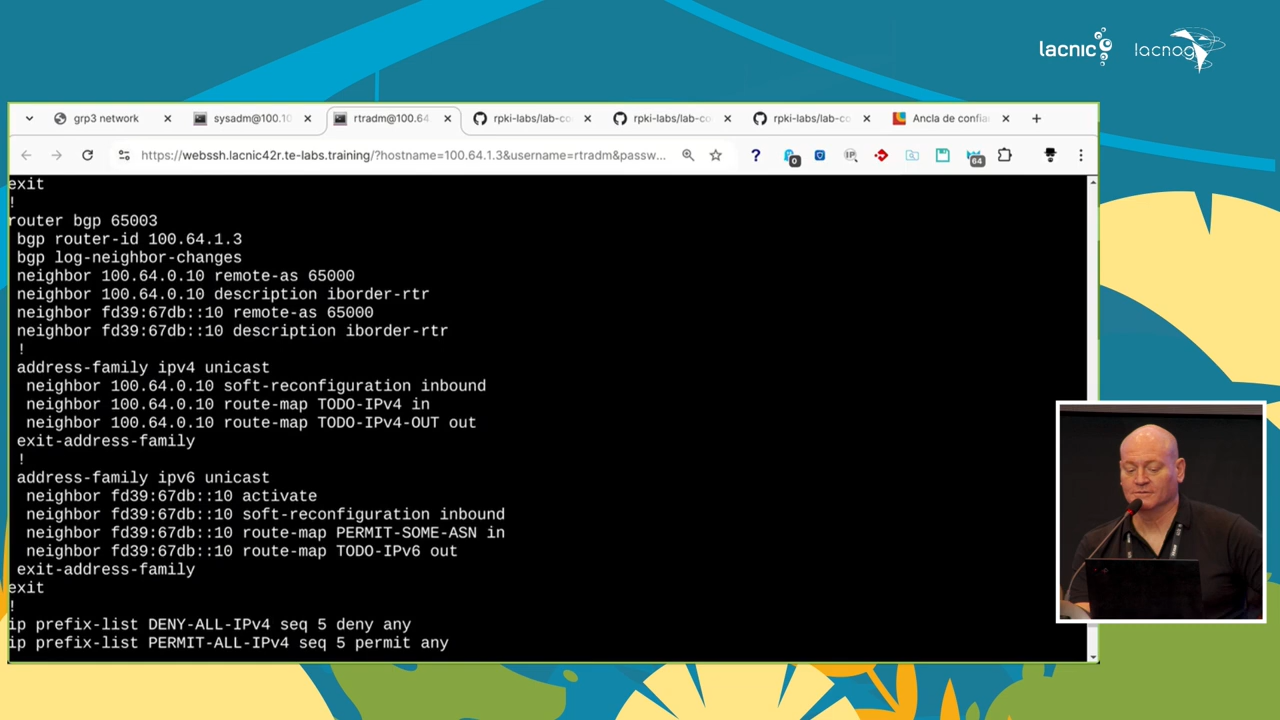 lacnic
lacnog
grp3 network
sysadm@100.10
rtradm@100.64
rpki-labs/lab-co
rpki-labs/lab-co
rpki-labs/lab-co
Ancla de confia
https://webssh.lacnic42r.te-labs.training/?hostname=100.64.1.3&username=rtradm&passw...
0
IP
64
exit
!
router bgp 65003
bgp router-id 100.64.1.3
bgp log-neighbor-changes
neighbor 100.64.0.10 remote-as 65000
neighbor 100.64.0.10 description iborder-rtr
neighbor fd39:67db::10 remote-as 65000
neighbor fd39:67db::10 description iborder-rtr
!
address-family ipv4 unicast
neighbor 100.64.0.10 soft-reconfiguration inbound
neighbor 100.64.0.10 route-map TODO-IPv4 in
neighbor 100.64.0.10 route-map TODO-IPv4-OUT out
exit-address-family
!
address-family ipv6 unicast
neighbor fd39:67db::10 activate
neighbor fd39:67db::10 soft-reconfiguration inbound
neighbor fd39:67db::10 route-map PERMIT-SOME-ASN in
neighbor fd39:67db::10 route-map TODO-IPv6 out
exit-address-family
exit
!
ip prefix-list DENY-ALL-IPv4 seq 5 deny any
ip prefix-list PERMIT-ALL-IPv4 seq 5 permit any